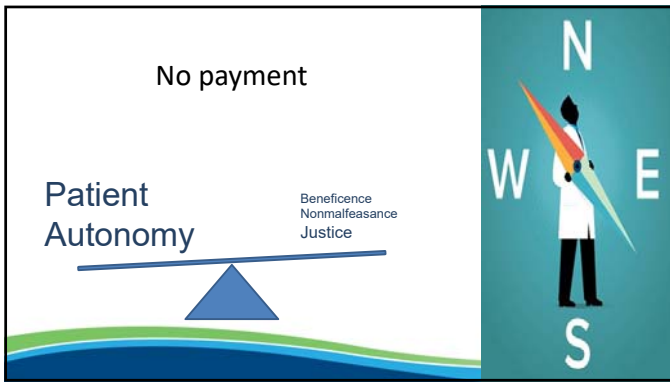 No payment
Patient
Autonomy
Beneficence
Nonmalfeasance
Justice
N
W E
S